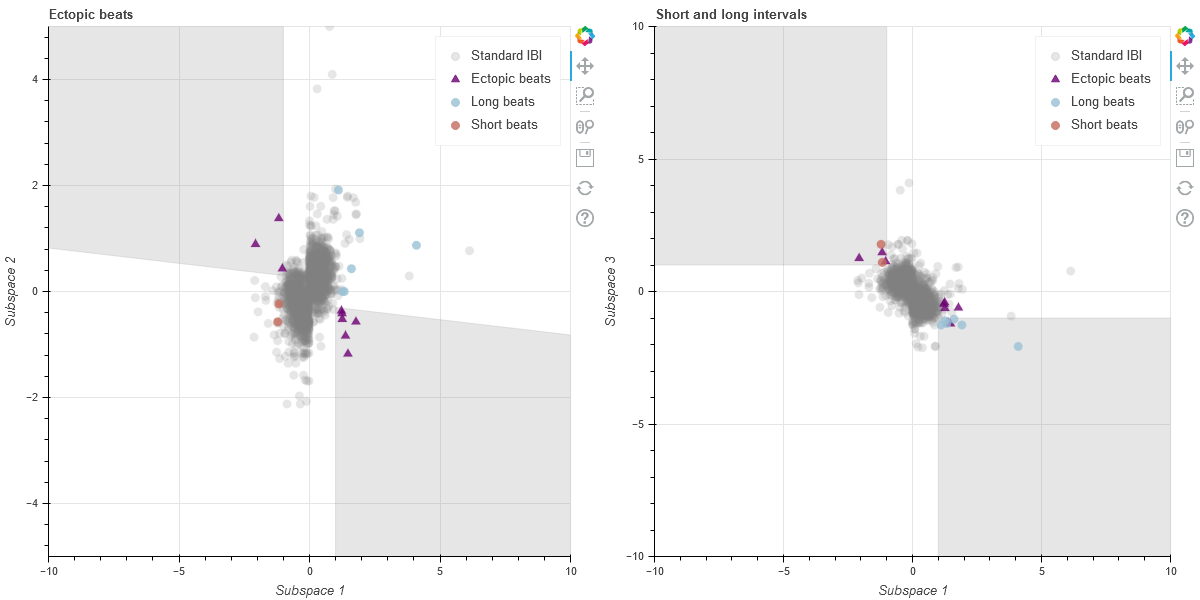 Ectopic beats
Standard IBI
Ectopic beats
Long beats
Short beats
4
2
0
−2
−4
−10
−5
0
5
10
Subspace 2
Subspace 1
Short and long intervals
Standard IBI
Ectopic beats
Long beats
Short beats
10
5
0
−5
−10
−10
−5
0
5
10
Subspace 3
Subspace 1